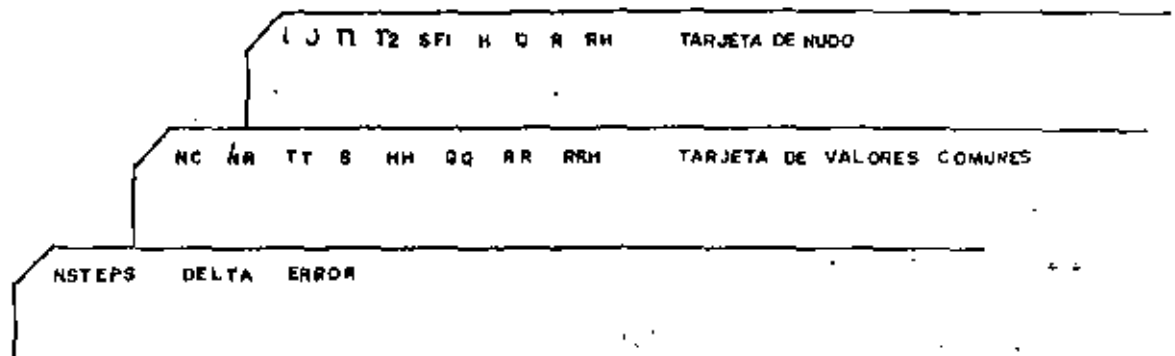 I J T1 T2 SF1 H Q R RH TARJETA DE NUDO
NC NR TT S HH QQ RR RRH TARJETA DE VALORES COMUNES
NSTEPS DELTA ERROR